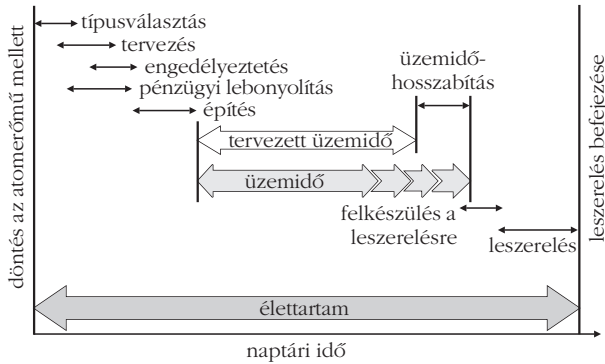 döntés az atomerőmű mellett
típusválasztás
tervezés
engedélyeztetés
pénzügyi lebonyolítás
építés
üzemidő-
hosszabítás
tervezett üzemidő
üzemidő
felkészülés a
leszerelésre
leszerelés
leszerelés befejezése
élettartam
naptári idő